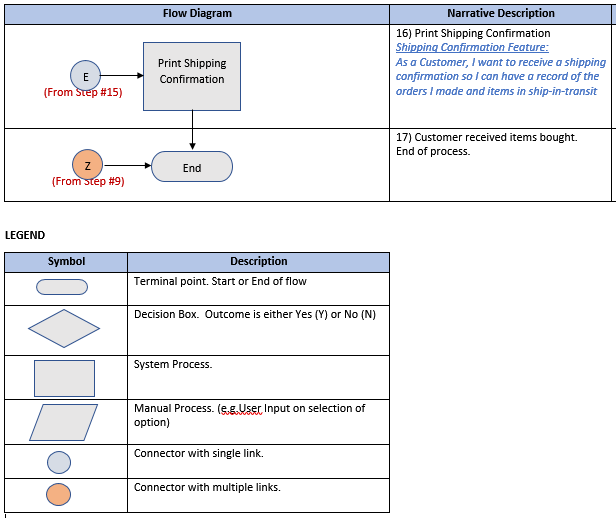 Flow Diagram
Narrative Description
E
(From Step #15)
Print Shipping
Confirmation
16) Print Shipping Confirmation
Shipping Confirmation Feature:
As a Customer, I want to receive a shipping
confirmation so I can have a record of the
orders I made and items in ship-in-transit
Z
(From Step #9)
End
17) Customer received items bought.
End of process.
LEGEND
Symbol
Description
Terminal point. Start or End of flow
Decision Box.  Outcome is either Yes (Y) or No (N)
System Process.
Manual Process. (e.g.User Input on selection of
option)
Connector with single link.
Connector with multiple links.